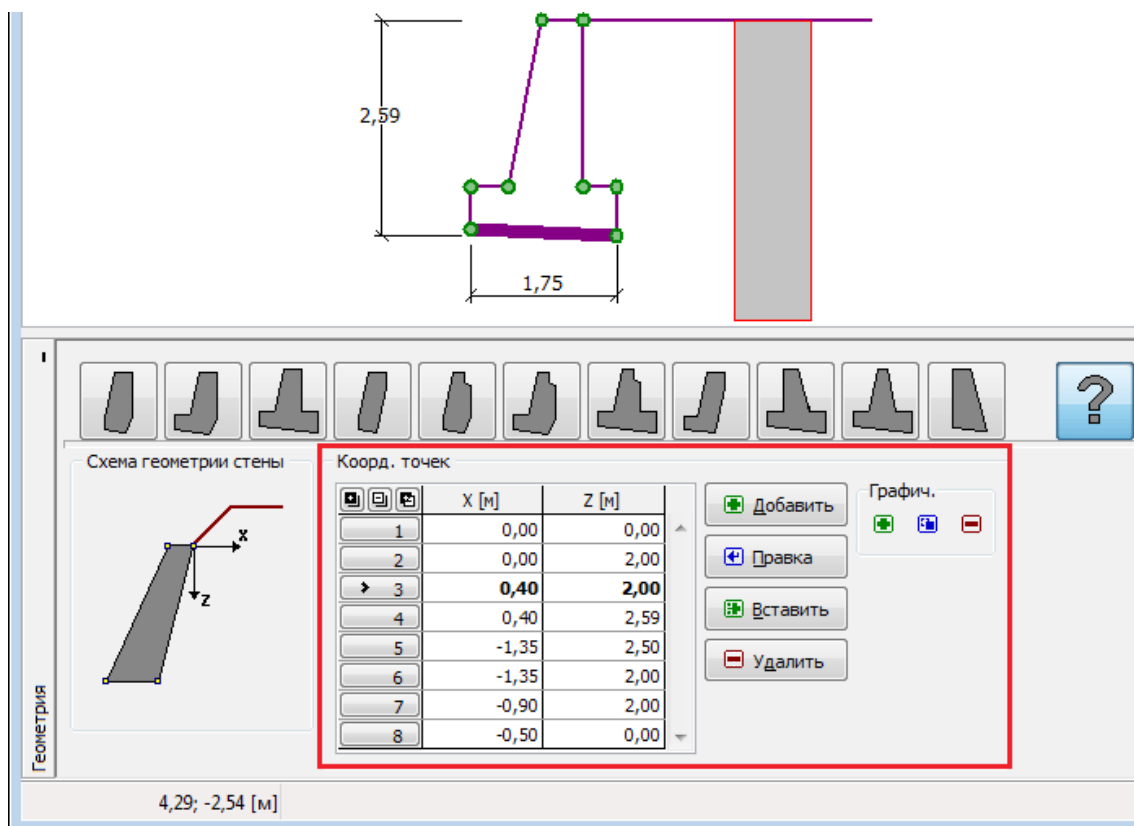 2,59
1,75
?
Схема геометрии стены
X
Z
Коорд. точек
X [м] Z [м]
1 0,00 0,00
2 0,00 2,00
3 0,40 2,00
4 0,40 2,59
5 -1,35 2,50
6 -1,35 2,00
7 -0,90 2,00
8 -0,50 0,00
Добавить
Правка
Вставить
Удалить
Графич.
Геометрия
4,29; -2,54 [м]